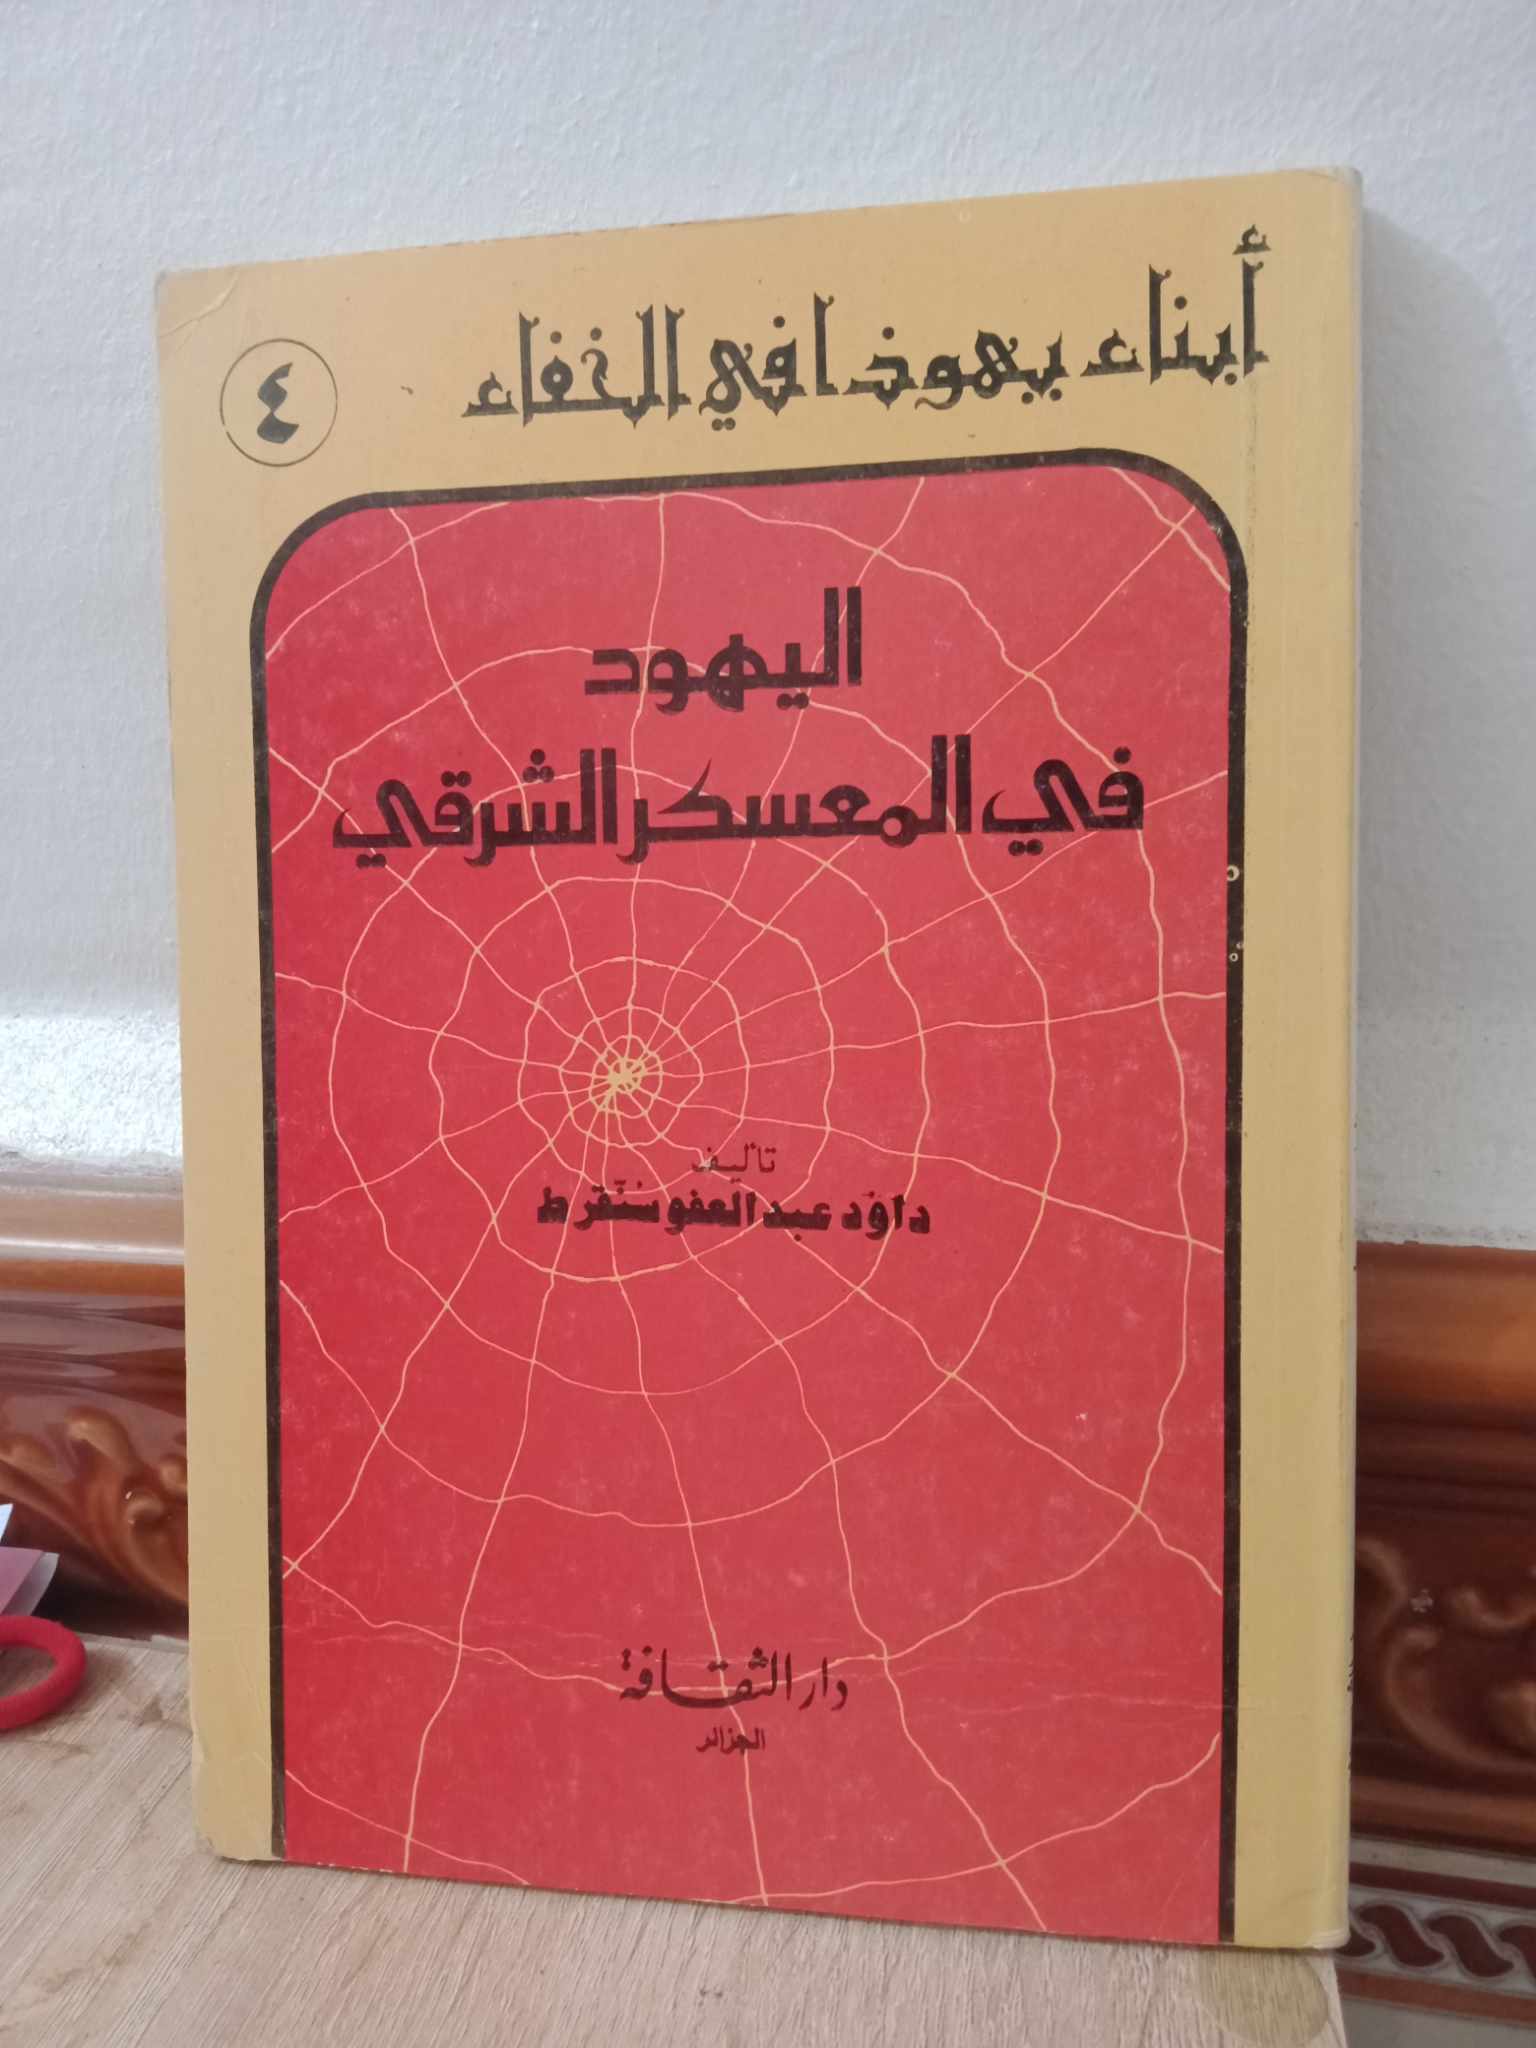 أبناء يهوذا في الخفاء
٤
اليهود
في المعسكر الشرقي
تأليف
داود عبد العفو سنقرط
دار الثقافة
الجزائر